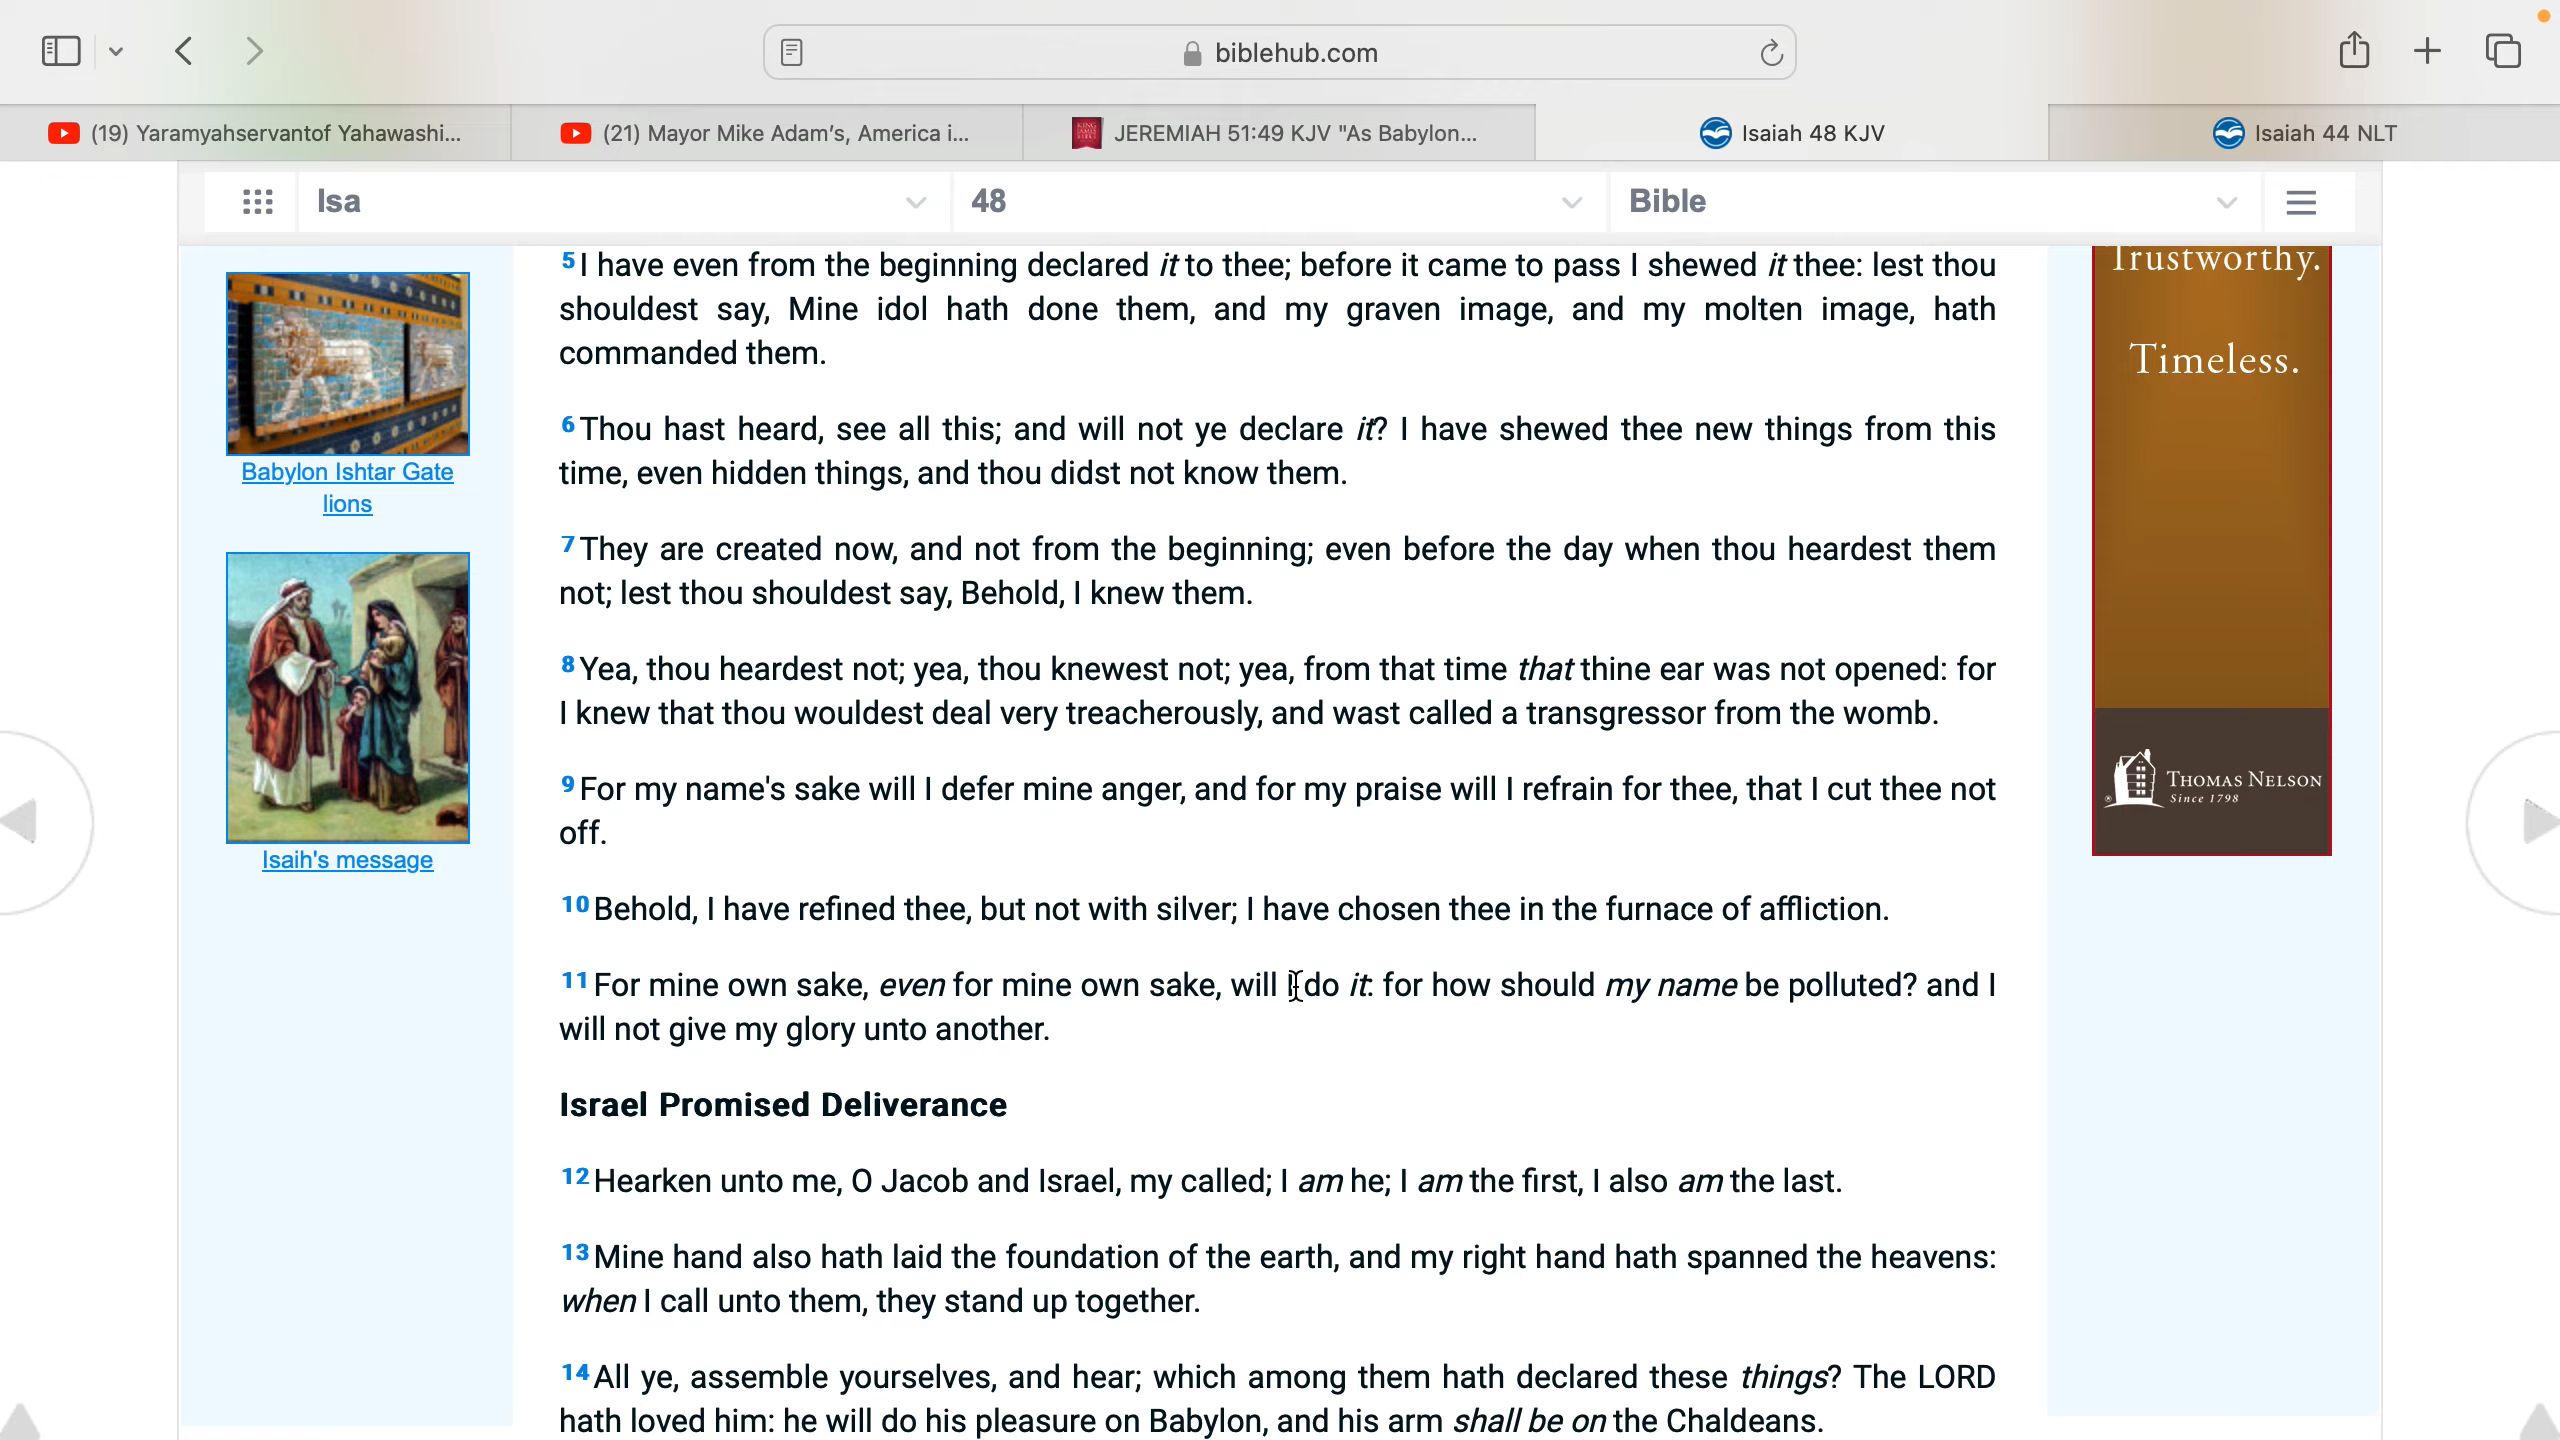 biblehub.com
(19) Yaramyahservantof Yahawashi...
(21) Mayor Mike Adam's, America i...
JEREMIAH 51:49 KJV "As Babylon...
Isaiah 48 KJV
Isaiah 44 NLT
Isa
48
Bible
Babylon Ishtar Gate
lions
Isaih's message
5 I have even from the beginning declared it to thee; before it came to pass I shewed it thee: lest thou
shouldest say, Mine idol hath done them, and my graven image, and my molten image, hath
commanded them.
6 Thou hast heard, see all this; and will not ye declare it? I have shewed thee new things from this
time, even hidden things, and thou didst not know them.
7 They are created now, and not from the beginning; even before the day when thou heardest them
not; lest thou shouldest say, Behold, I knew them.
8 Yea, thou heardest not; yea, thou knewest not; yea, from that time that thine ear was not opened: for
I knew that thou wouldest deal very treacherously, and wast called a transgressor from the womb.
9 For my name's sake will I defer mine anger, and for my praise will I refrain for thee, that I cut thee not
off.
10 Behold, I have refined thee, but not with silver; I have chosen thee in the furnace of affliction.
11 For mine own sake, even for mine own sake, will I do it: for how should my name be polluted? and I
will not give my glory unto another.
Israel Promised Deliverance
12 Hearken unto me, O Jacob and Israel, my called; I am he; I am the first, I also am the last.
13 Mine hand also hath laid the foundation of the earth, and my right hand hath spanned the heavens:
when I call unto them, they stand up together.
14 All ye, assemble yourselves, and hear; which among them hath declared these things? The LORD
hath loved him: he will do his pleasure on Babylon, and his arm shall be on the Chaldeans.
Trustworthy.
Timeless.
THOMAS NELSON
Since 1798